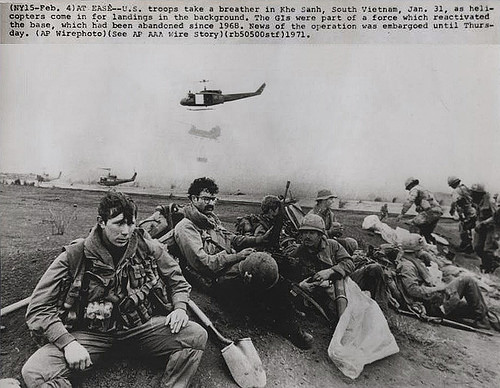 (NY15-Feb. 4)AT EASE--U.S. troops take a breather in Khe Sanh, South Vietnam, Jan. 31, as heli-
copters come in for landings in the background. The GIs were part of a force which reactivated
the base, which had been abandoned since 1968. News of the operation was embargoed until Thurs-
day. (AP Wirephoto)(See AP AAA Wire Story)(rb50500stf)1971.